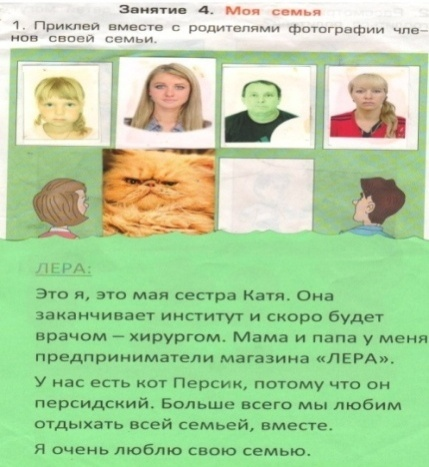 Занятие 4. Моя семья
1. Приклей вместе с родителями фотографии чле-
нов своей семьи.
ЛЕРА:
Это я, это мая сестра Катя. Она
заканчивает институт и скоро будет
врачом – хирургом. Мама и папа у меня
предприниматели магазина «ЛЕРА».
У нас есть кот Персик, потому что он
персидский. Больше всего мы любим
отдыхать всей семьей, вместе.
Я очень люблю свою семью.